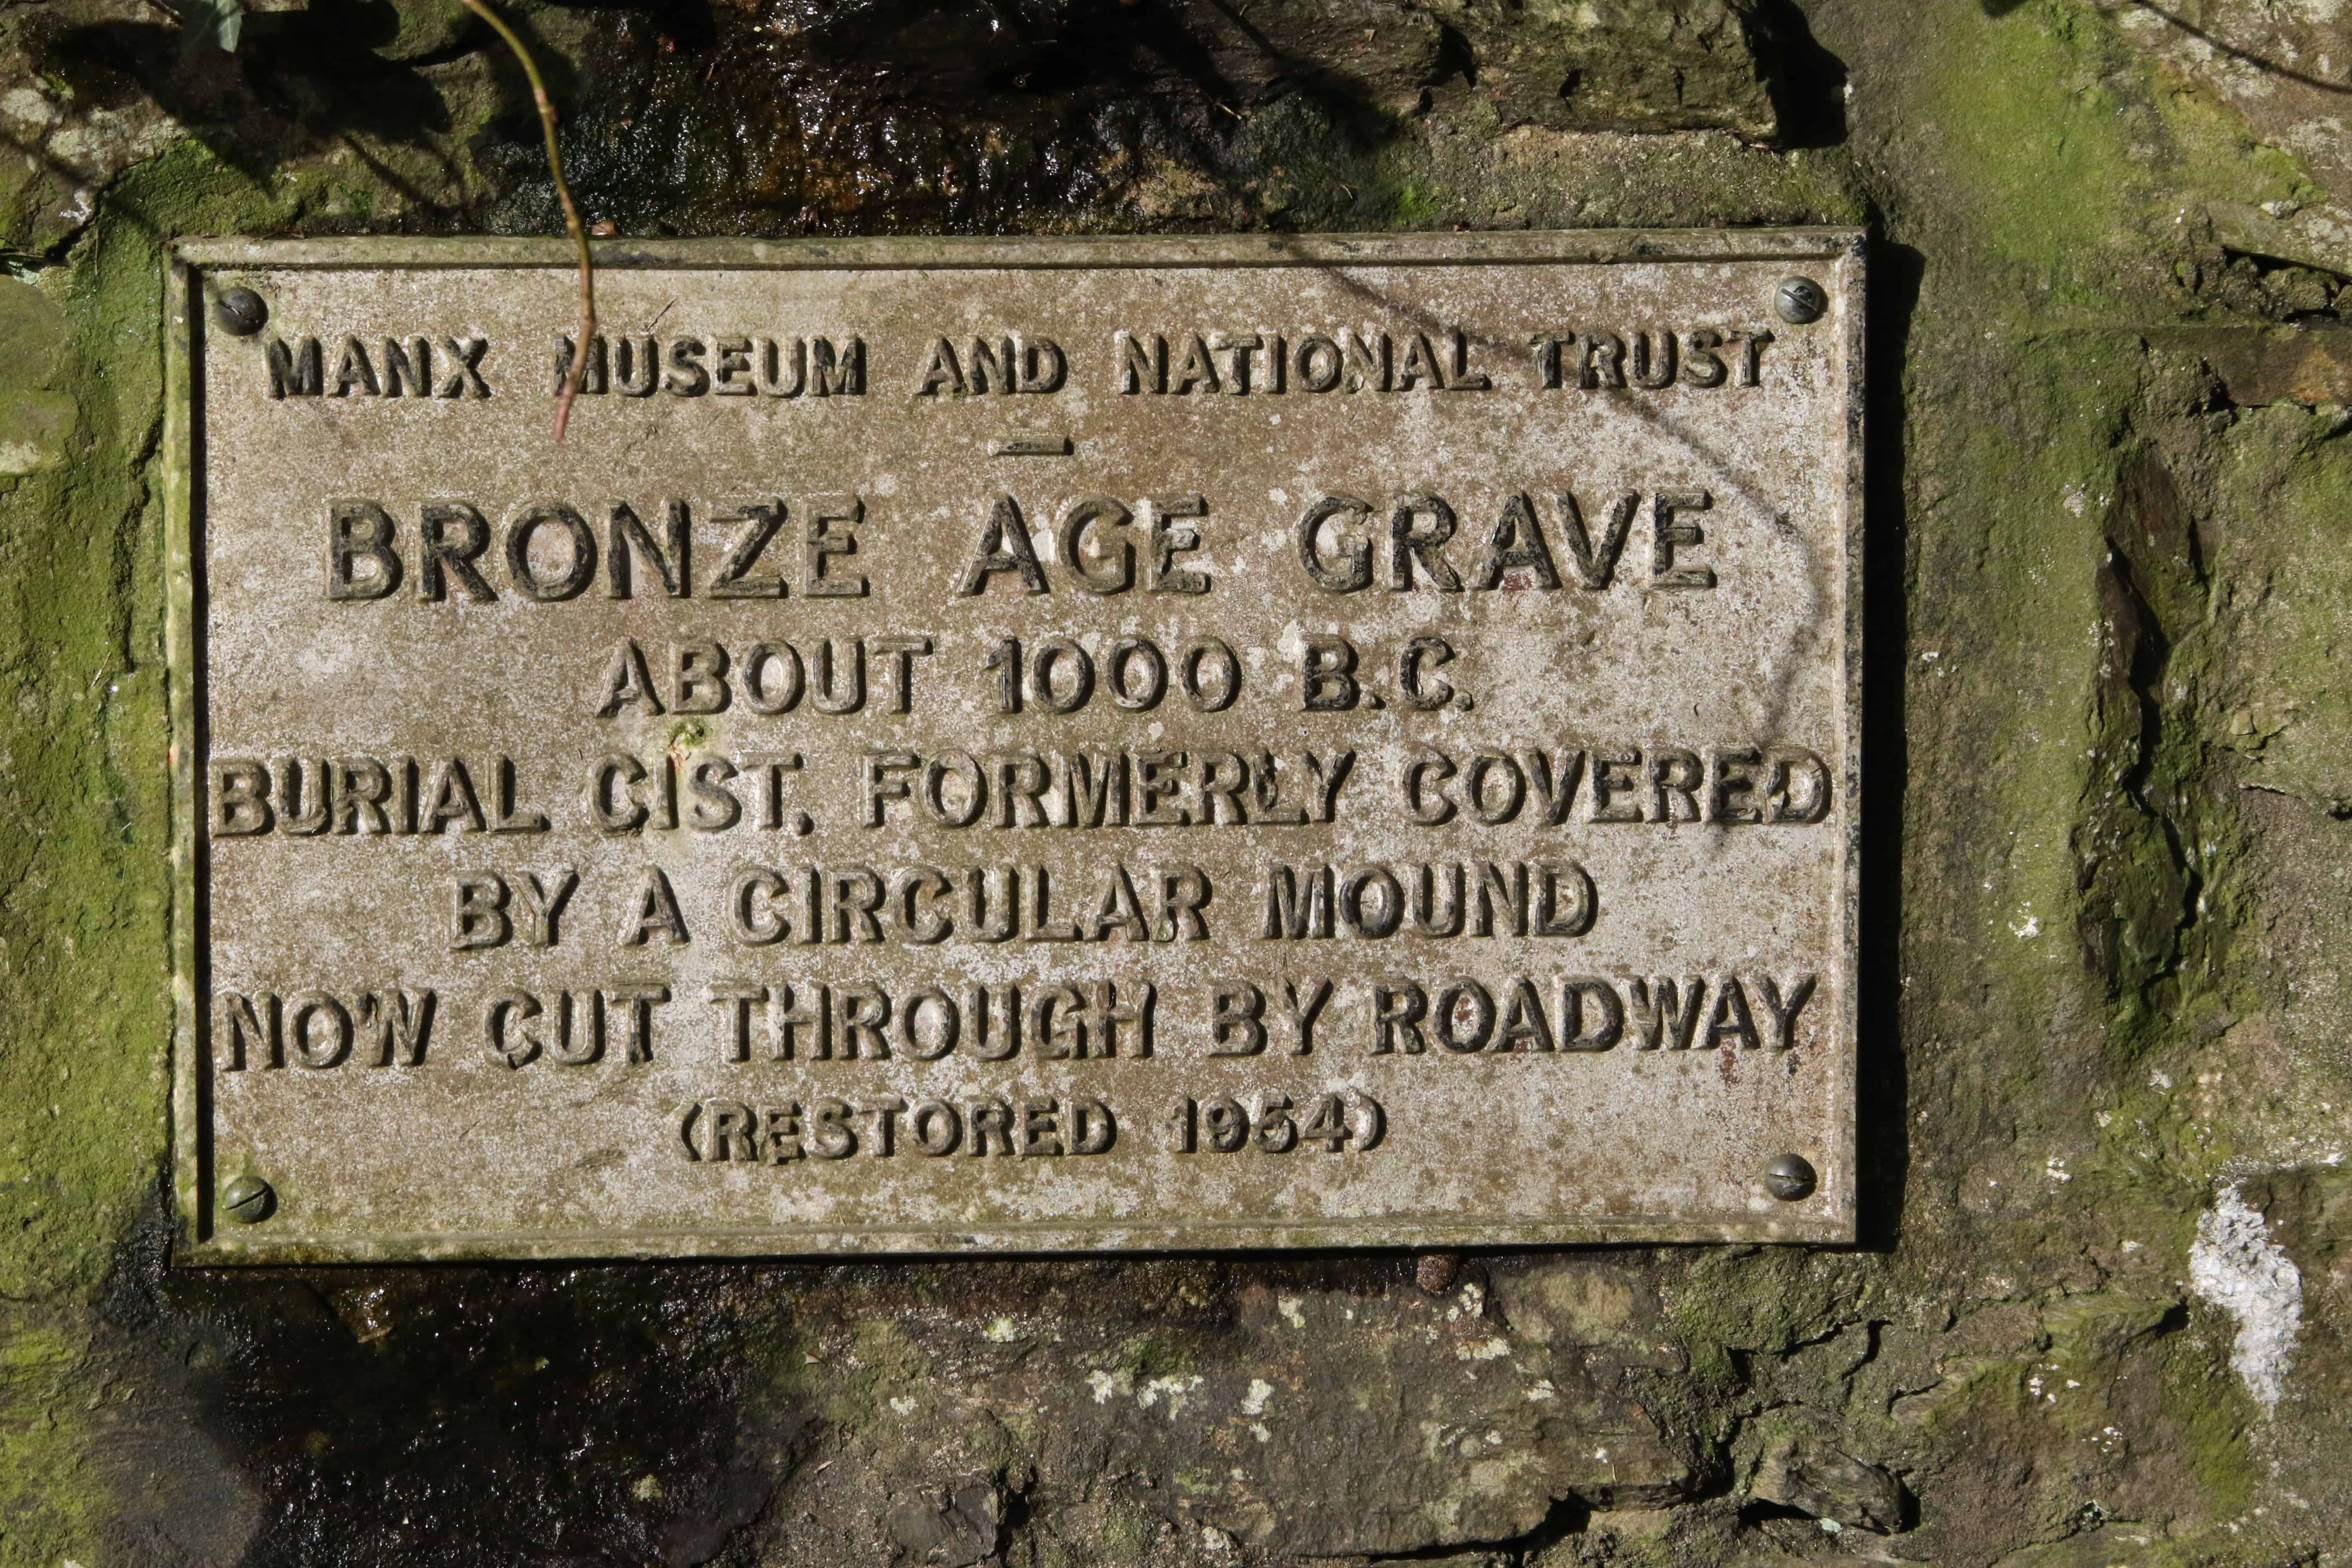 MANX MUSEUM AND NATIONAL TRUST
—
BRONZE AGE GRAVE
ABOUT 1000 B.C.
BURIAL CIST. FORMERLY COVERED
BY A CIRCULAR MOUND
NOW CUT THROUGH BY ROADWAY
(RESTORED 1954)